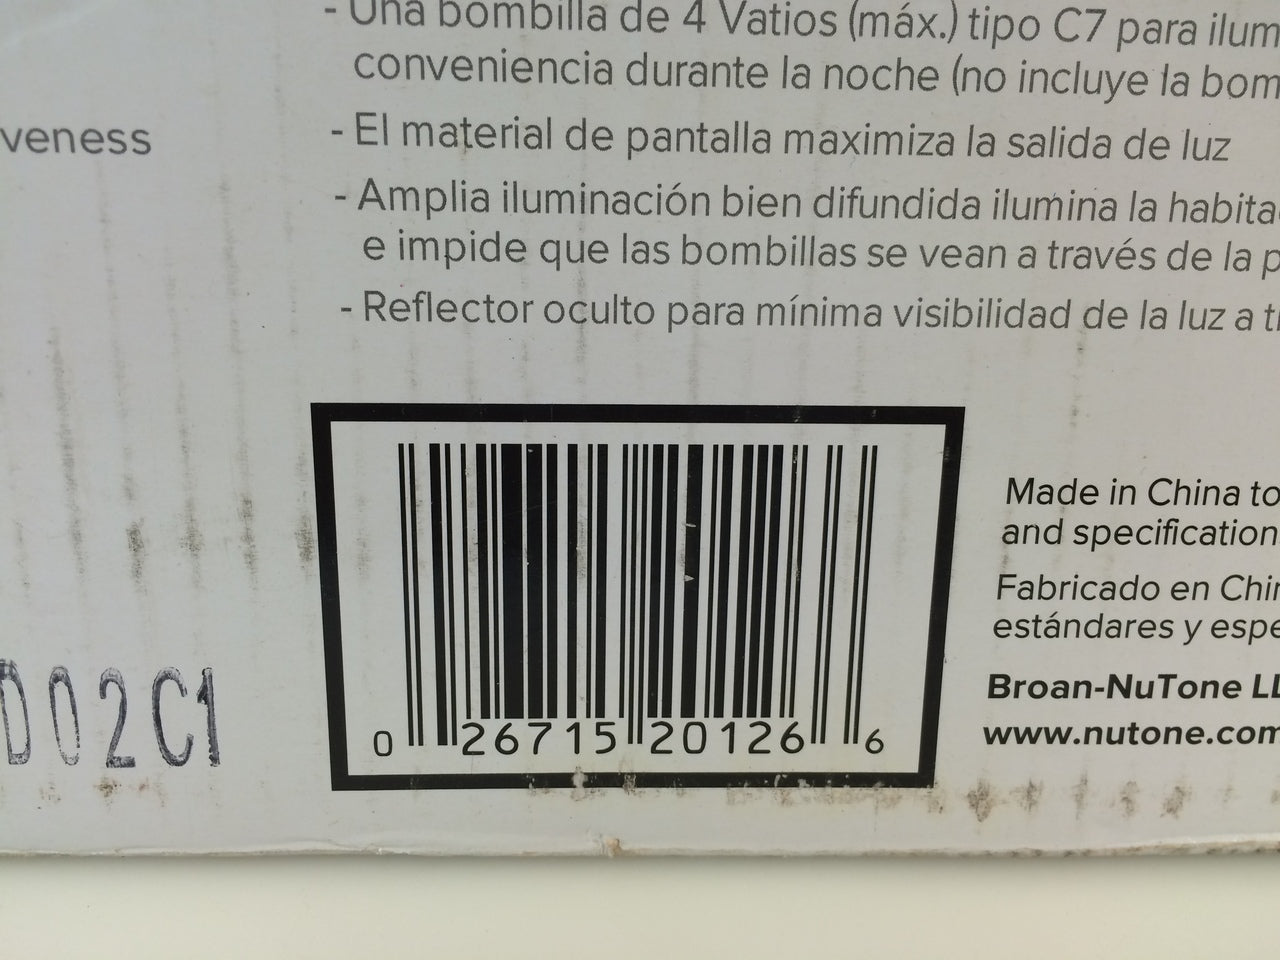 - Una bombilla de 4 Vatios (máx.) tipo C7 para ilum
conveniencia durante la noche (no incluye la bom
veness
- El material de pantalla maximiza la salida de luz
- Amplia iluminación bien difundida ilumina la habita
e impide que las bombillas se vean a través de la p
- Reflector oculto para mínima visibilidad de la luz a t
Made in China to
and specification
Fabricado en Chin
estándares y espe
Broan-NuTone LL
www.nutone.com
D02C1
0 26715 20126 6